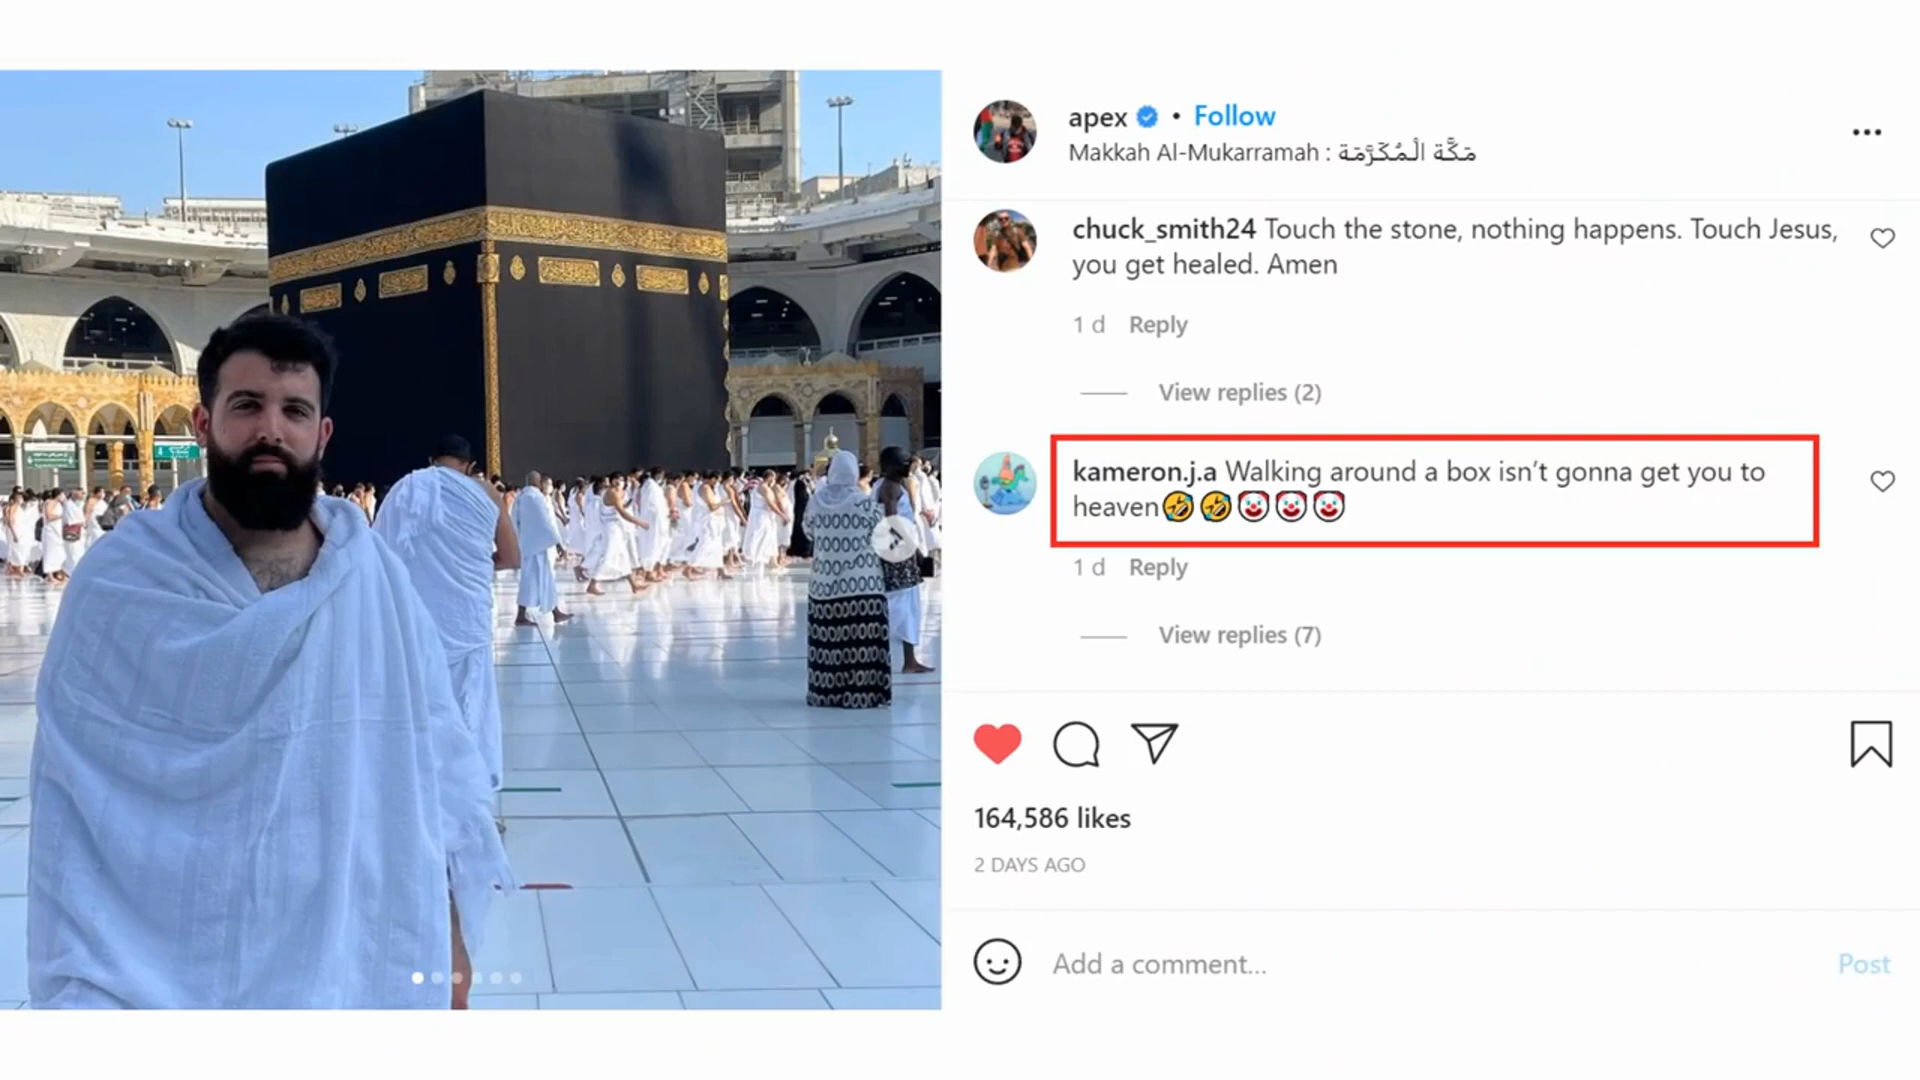 apex • Follow
Makkah Al-Mukarramah : مَكَّة الْمُكَرَّمَة
chuck_smith24 Touch the stone, nothing happens. Touch Jesus,
you get healed. Amen
1 d Reply
View replies (2)
kameron.j.a Walking around a box isn't gonna get you to
heaven🤣🤣🤡🤡🤡
1 d Reply
View replies (7)
164,586 likes
2 DAYS AGO
Add a comment... Post